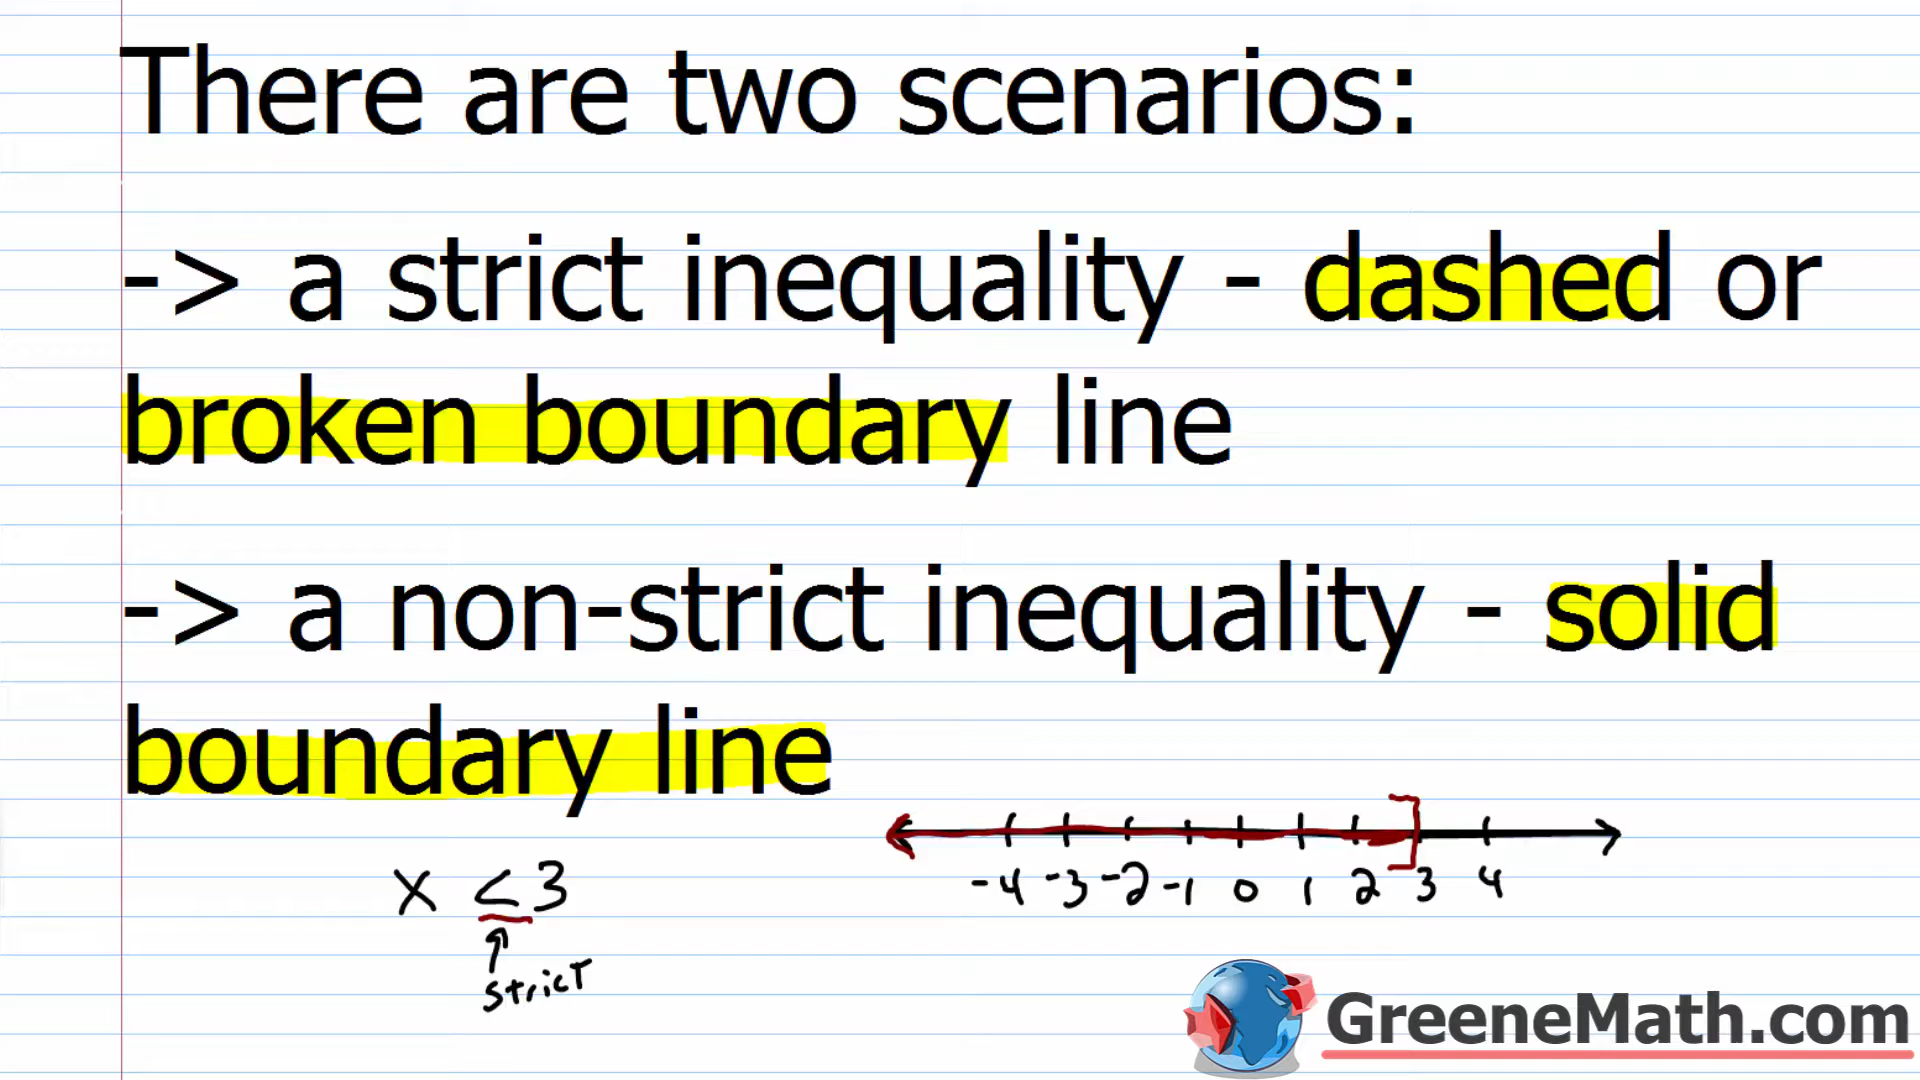 There are two scenarios:
-> a strict inequality - dashed or
broken boundary line
-> a non-strict inequality - solid
boundary line
-4 -3 -2 -1 0 1 2 3 4
x ≤ 3
strict
GreeneMath.com